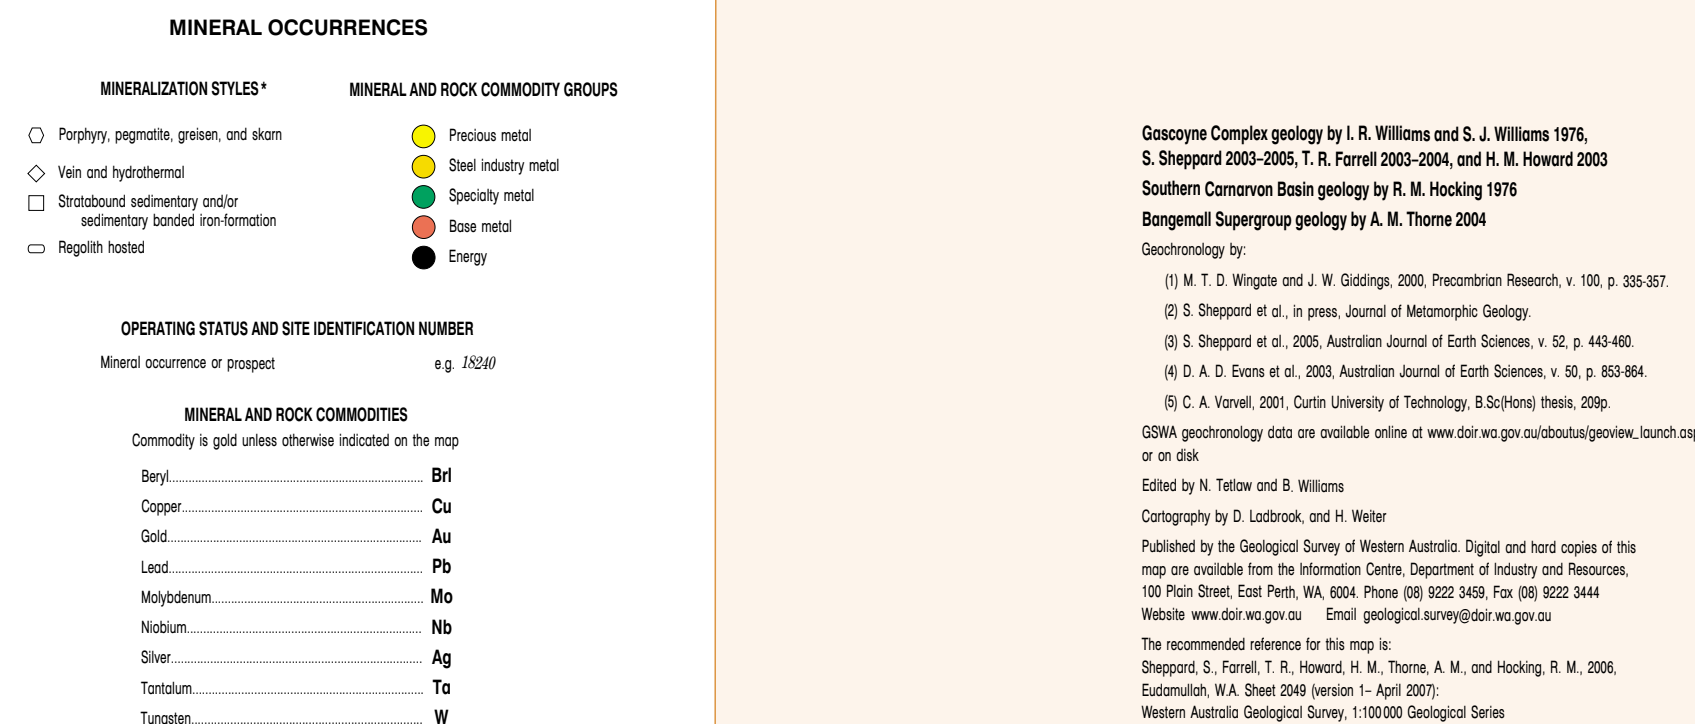 MINERAL OCCURRENCES
MINERALIZATION STYLES*
Porphyry, pegmatite, greisen, and skarn
Vein and hydrothermal
Stratabound sedimentary and/or
sedimentary banded iron-formation
Regolith hosted
MINERAL AND ROCK COMMODITY GROUPS
Precious metal
Steel industry metal
Specialty metal
Base metal
Energy
OPERATING STATUS AND SITE IDENTIFICATION NUMBER
Mineral occurrence or prospect e.g. 18240
MINERAL AND ROCK COMMODITIES
Commodity is gold unless otherwise indicated on the map
Beryl Brl
Copper Cu
Gold Au
Lead Pb
Molybdenum Mo
Niobium Nb
Silver Ag
Tantalum Ta
Tungsten W
Gascoyne Complex geology by I. R. Williams and S. J. Williams 1976,
S. Sheppard 2003–2005, T. R. Farrell 2003–2004, and H. M. Howard 2003
Southern Carnarvon Basin geology by R. M. Hocking 1976
Bangemall Supergroup geology by A. M. Thorne 2004
Geochronology by:
(1) M. T. D. Wingate and J. W. Giddings, 2000, Precambrian Research, v. 100, p. 335-357.
(2) S. Sheppard et al., in press, Journal of Metamorphic Geology.
(3) S. Sheppard et al., 2005, Australian Journal of Earth Sciences, v. 52, p. 443-460.
(4) D. A. D. Evans et al., 2003, Australian Journal of Earth Sciences, v. 50, p. 853-864.
(5) C. A. Varvell, 2001, Curtin University of Technology, B.Sc(Hons) thesis, 209p.
GSWA geochronology data are available online at www.doir.wa.gov.au/aboutus/geoview_launch.asp
or on disk
Edited by N. Tetlaw and B. Williams
Cartography by D. Ladbrook, and H. Weiter
Published by the Geological Survey of Western Australia. Digital and hard copies of this
map are available from the Information Centre, Department of Industry and Resources,
100 Plain Street, East Perth, WA, 6004. Phone (08) 9222 3459, Fax (08) 9222 3444
Website www.doir.wa.gov.au Email geological.survey@doir.wa.gov.au
The recommended reference for this map is:
Sheppard, S., Farrell, T. R., Howard, H. M., Thorne, A. M., and Hocking, R. M., 2006,
Eudamullah, W.A. Sheet 2049 (version 1– April 2007):
Western Australia Geological Survey, 1:100 000 Geological Series